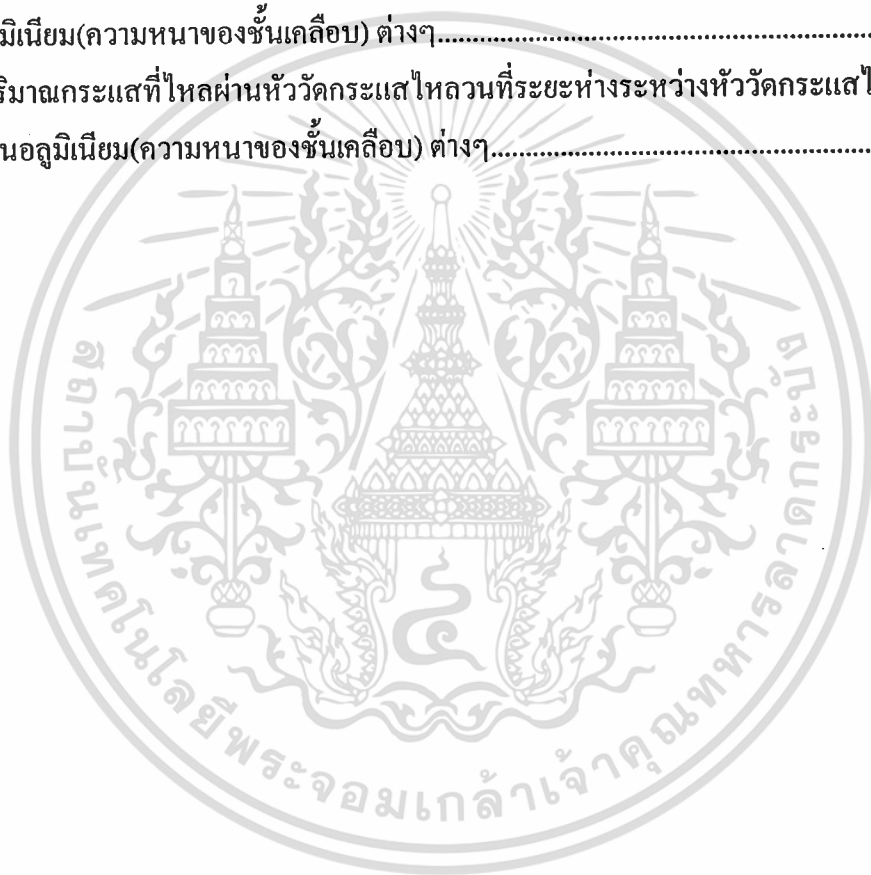 มิเนียม(ความหนาของชั้นเคลือบ) ต่างๆ.....................................................................
ริมาณกระแสที่ไหลผ่านหัววัดกระแสไหลวนที่ระยะห่างระหว่างหัววัดกระแสไ
นอลูมิเนียม(ความหนาของชั้นเคลือบ) ต่างๆ............................................................
สถาบันเทคโนโลยีพระจอมเกล้าเจ้าคุณทหารลาดกระบัง